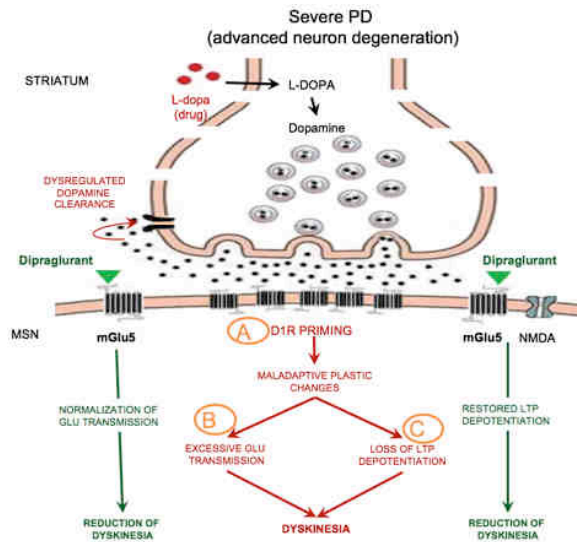 Severe PD
(advanced neuron degeneration)
STRIATUM
L-dopa
(drug)
L-DOPA
Dopamine
DYSREGULATED
DOPAMINE
CLEARANCE
Dipraglurant
Dipraglurant
MSN
mGlu5
A D1R PRIMING
mGlu5
NMDA
MALADAPTIVE PLASTIC
CHANGES
NORMALIZATION OF
GLU TRANSMISSION
B
EXCESSIVE GLU
TRANSMISSION
C
LOSS OF LTP
DEPOTENTIATION
RESTORED LTP
DEPOTENTIATION
REDUCTION OF
DYSKINESIA
DYSKINESIA
REDUCTION OF
DYSKINESIA